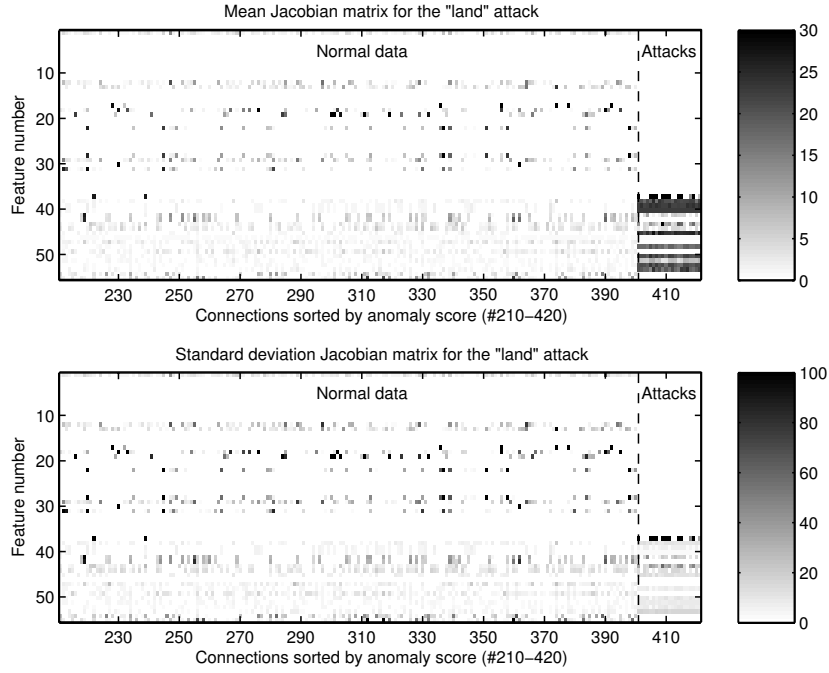 Mean Jacobian matrix for the "land" attack
Normal data
Attacks
Feature number
10
20
30
40
50
230 250 270 290 310 330 350 370 390 410
Connections sorted by anomaly score (#210−420)
30
25
20
15
10
5
0
Standard deviation Jacobian matrix for the "land" attack
Normal data
Attacks
Feature number
10
20
30
40
50
230 250 270 290 310 330 350 370 390 410
Connections sorted by anomaly score (#210−420)
100
80
60
40
20
0